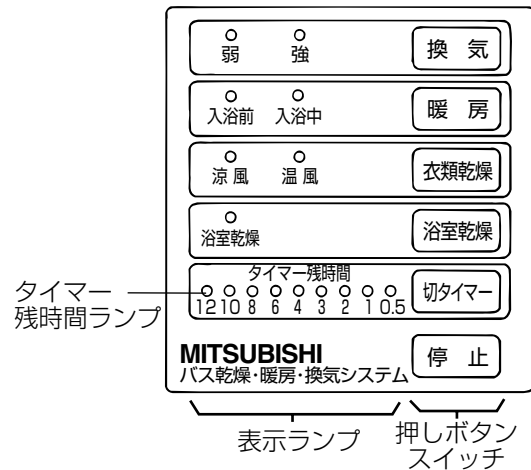 弱 強 換気
入浴前 入浴中 暖房
涼風 温風 衣類乾燥
浴室乾燥 浴室乾燥
タイマー残時間
12 10 8 6 4 3 2 1 0.5 切タイマー
タイマー
残時間ランプ
MITSUBISHI
バス乾燥・暖房・換気システム
停止
表示ランプ
押しボタン
スイッチ